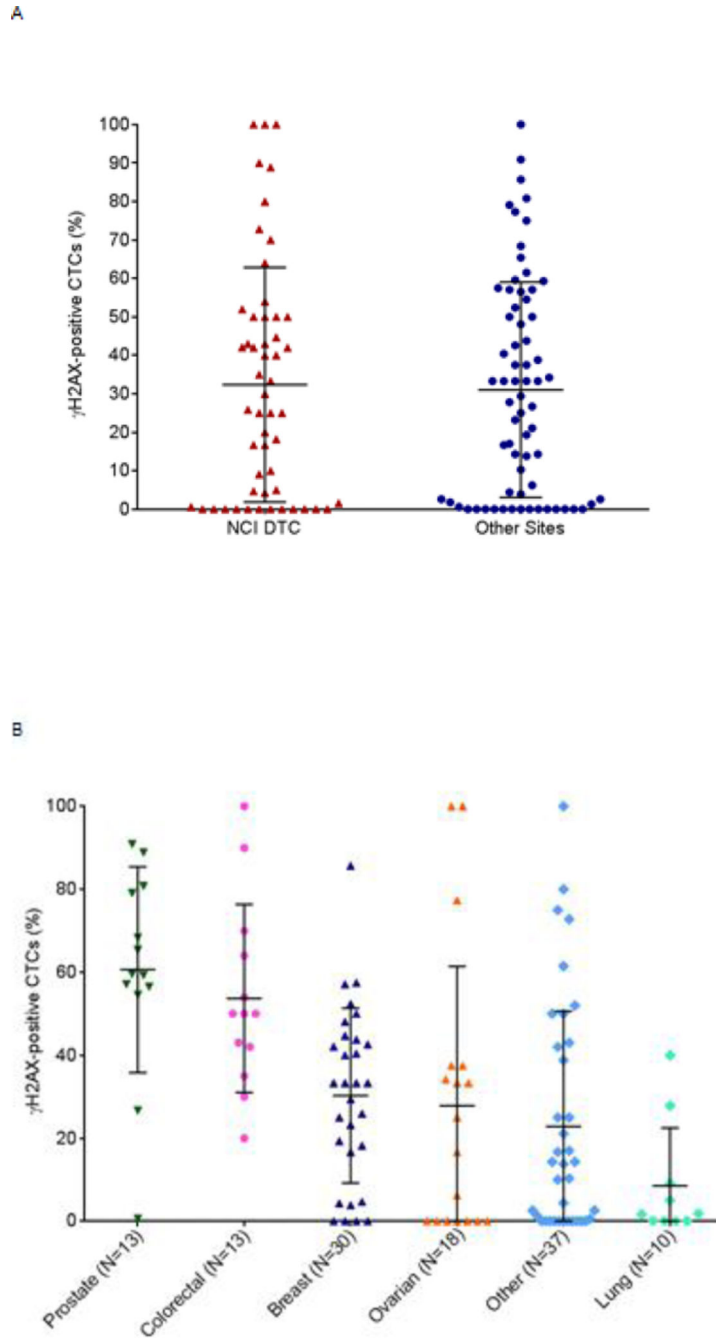 A
γH2AX-positive CTCs (%)
100
90
80
70
60
50
40
30
20
10
0
NCI DTC Other Sites
B
γH2AX-positive CTCs (%)
100
80
60
40
20
0
Prostate (N=13) Colorectal (N=13) Breast (N=30) Ovarian (N=18) Other (N=37) Lung (N=10)